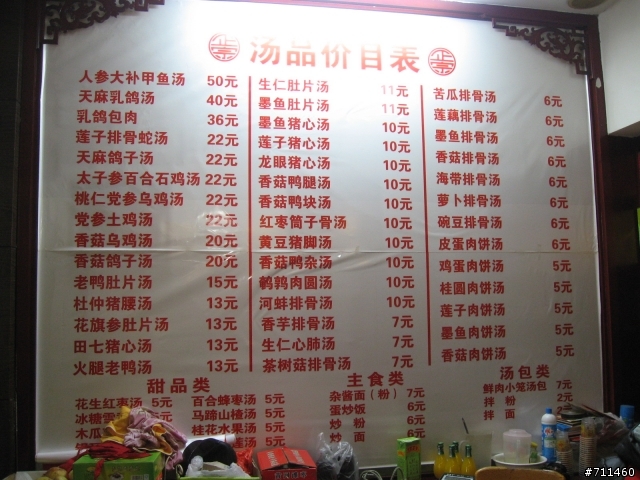 汤品价目表
人参大补甲鱼汤 50元
天麻乳鸽汤 40元
乳鸽包肉 36元
莲子排骨蛇汤 22元
天麻鸽子汤 22元
太子参百合石鸡汤 22元
桃仁党参乌鸡汤 22元
党参土鸡汤 22元
香菇乌鸡汤 20元
香菇鸽子汤 20元
老鸭肚片汤 15元
杜仲猪腰汤 13元
花旗参肚片汤 13元
田七猪心汤 13元
火腿老鸭汤 13元
生仁肚片汤 11元
墨鱼肚片汤 11元
墨鱼猪心汤 10元
莲子猪心汤 10元
龙眼猪心汤 10元
香菇鸭腿汤 10元
香菇鸭块汤 10元
红枣筒子骨汤 10元
黄豆猪脚汤 10元
香菇鸭杂汤 10元
鹌鹑肉圆汤 10元
河蚌排骨汤 10元
香芋排骨汤 7元
生仁心肺汤 7元
茶树菇排骨汤 7元
苦瓜排骨汤 6元
莲藕排骨汤 6元
墨鱼排骨汤 6元
香菇排骨汤 6元
海带排骨汤 6元
萝卜排骨汤 6元
豌豆排骨汤 6元
皮蛋肉饼汤 6元
鸡蛋肉饼汤 5元
桂圆肉饼汤 5元
莲子肉饼汤 5元
墨鱼肉饼汤 5元
香菇肉饼汤 5元
甜品类
花生红枣汤 5元
冰糖雪
木瓜
百合蜂枣汤 5元
马蹄山楂汤 5元
桂花水果汤 5元
汤 5元
主食类
杂酱面（粉） 7元
蛋炒饭 6元
炒 粉 6元
炒 面 6元
汤包类
鲜肉小笼汤包 7元
拌 粉 2元
拌 面
#711460